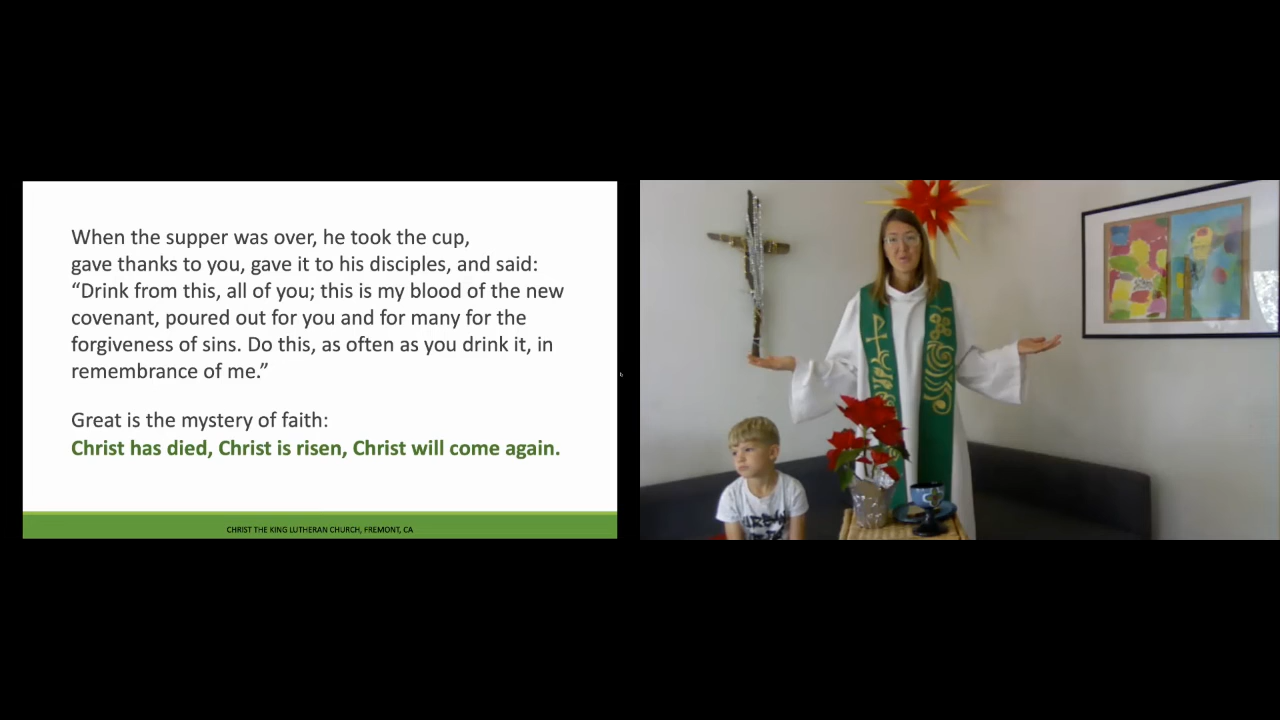 When the supper was over, he took the cup,
gave thanks to you, gave it to his disciples, and said:
“Drink from this, all of you; this is my blood of the new
covenant, poured out for you and for many for the
forgiveness of sins. Do this, as often as you drink it, in
remembrance of me.”
Great is the mystery of faith:
Christ has died, Christ is risen, Christ will come again.
CHRIST THE KING LUTHERAN CHURCH, FREMONT, CA